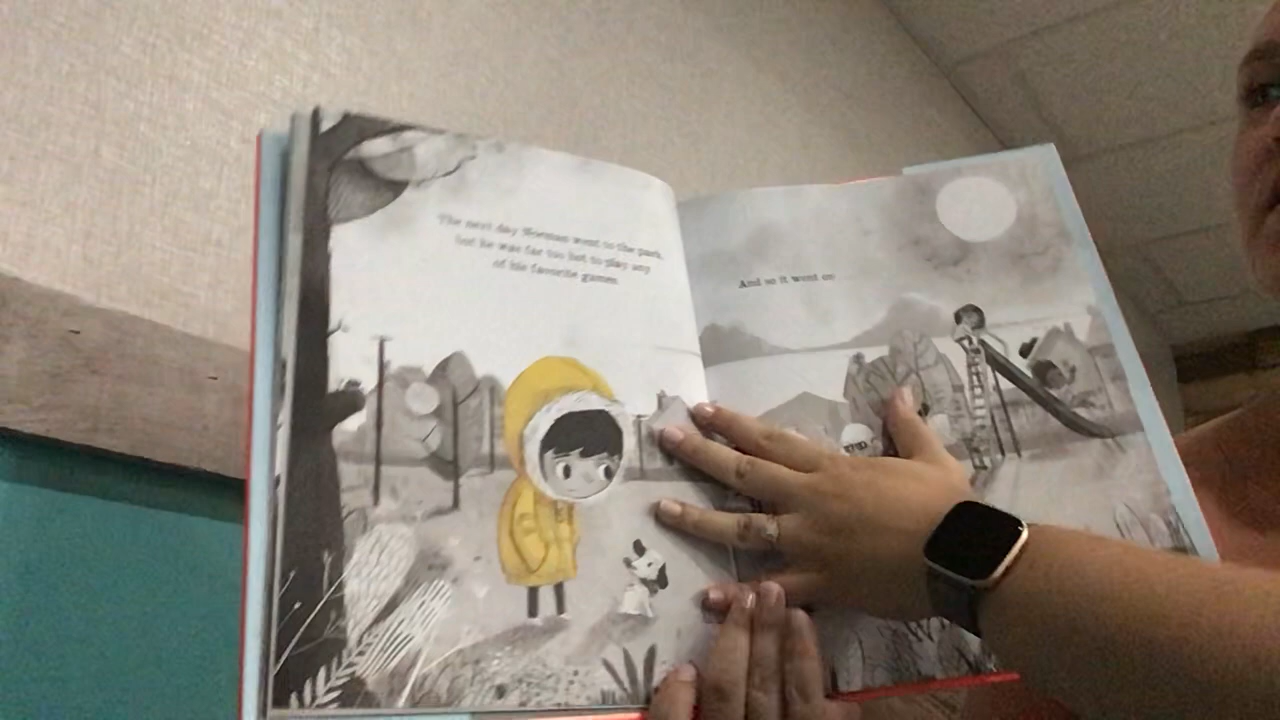 The next day Norman went to the park,
but he was far too hot to play any
of his favorite games.
And so it went on